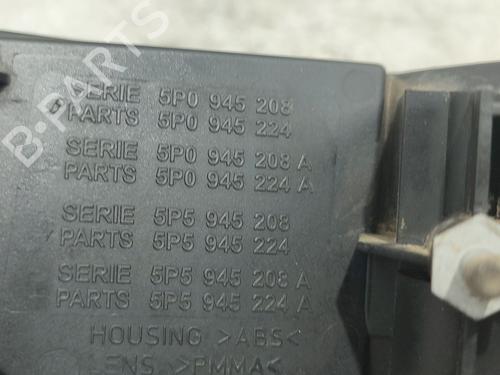 SERIE 5P0 945 208
PARTS 5P0 945 224
SERIE 5P0 945 208 A
PARTS 5P0 945 224 A
SERIE 5P5 945 208
PARTS 5P5 945 224
SERIE 5P5 945 208 A
PARTS 5P5 945 224 A
HOUSING >ABS<
LENS >PMMA<
B-PARTS